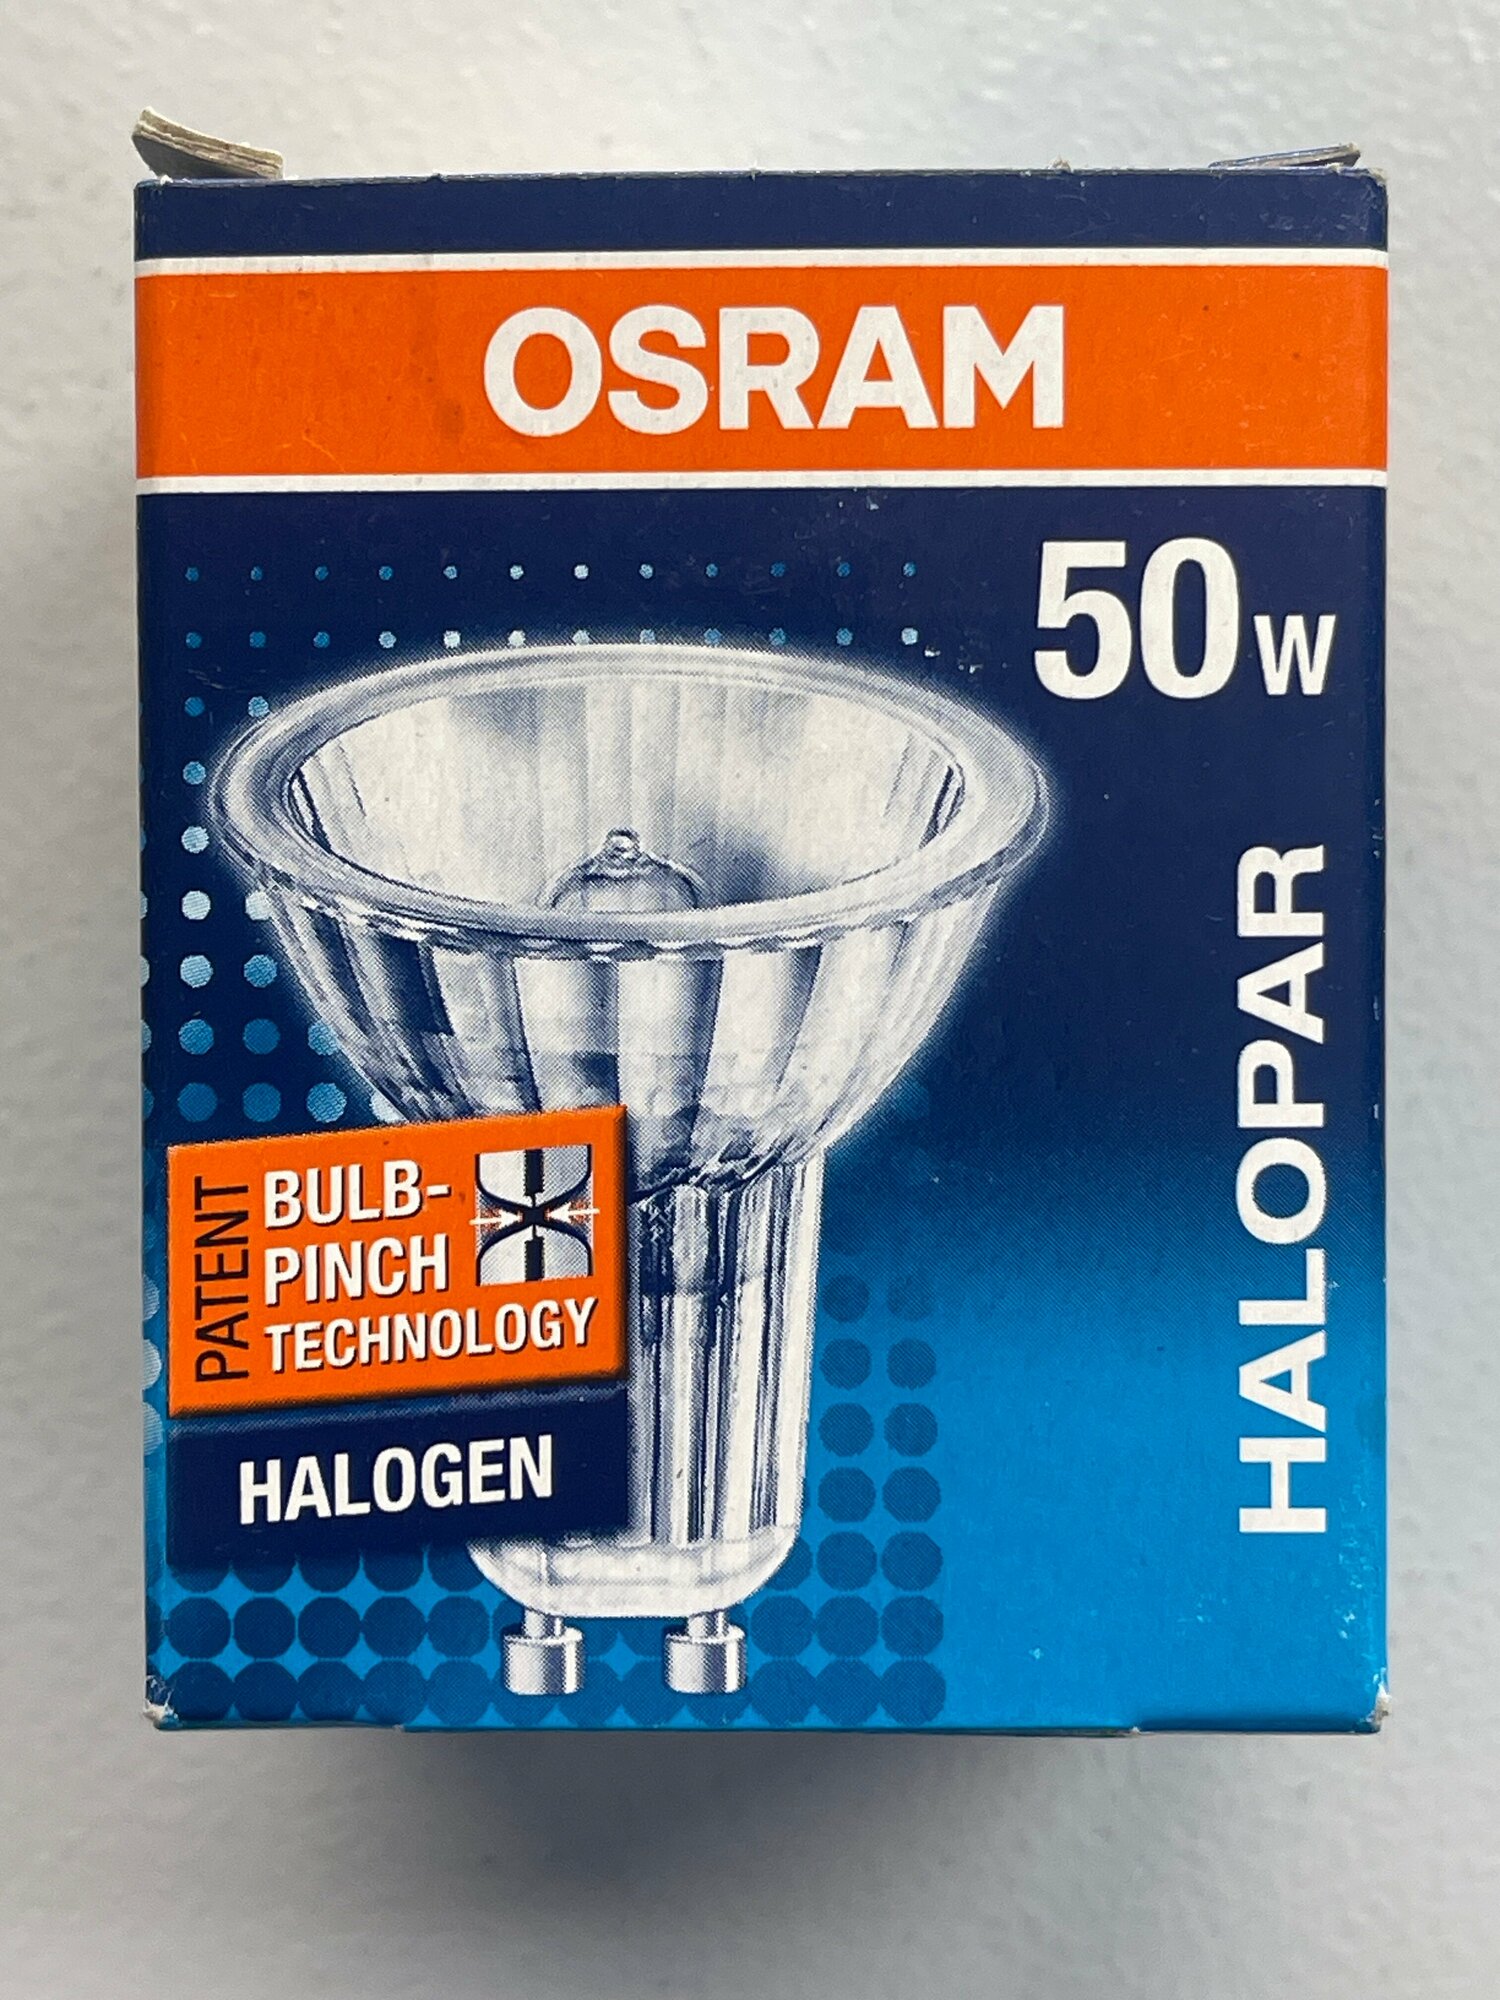 OSRAM
50W
HALOPAR
PATENT
BULB-
PINCH
TECHNOLOGY
HALOGEN